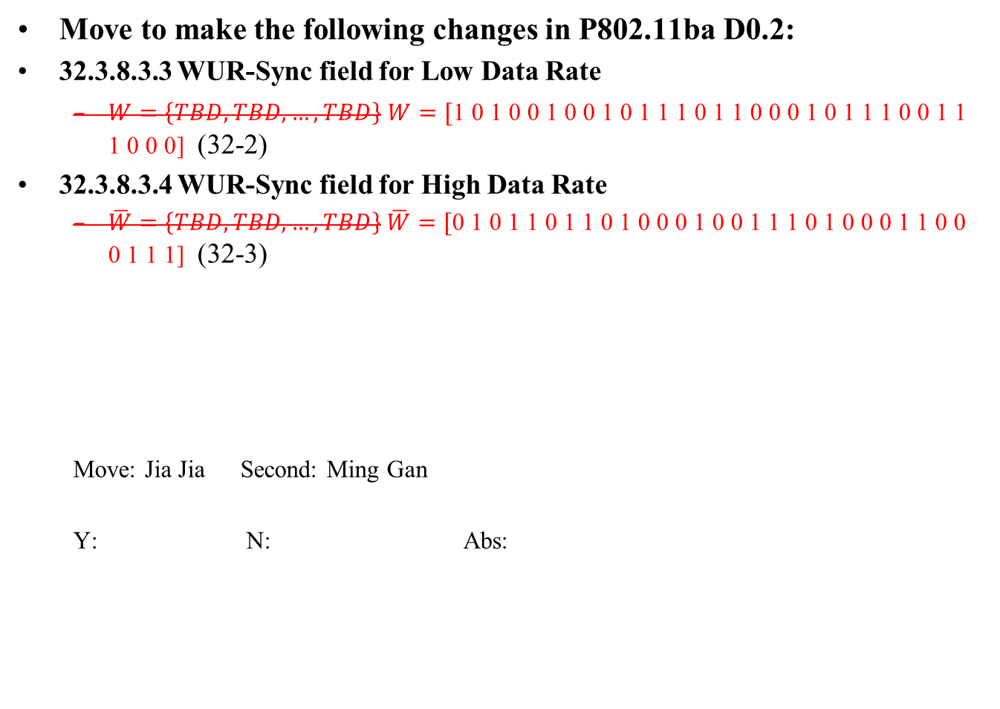 • Move to make the following changes in P802.11ba D0.2:
• 32.3.8.3.3 WUR-Sync field for Low Data Rate
– W = {TBD, TBD, … , TBD} W = [1 0 1 0 0 1 0 0 1 0 1 1 1 0 1 1 0 0 0 1 0 1 1 1 0 0 1 1
1 0 0 0] (32-2)
• 32.3.8.3.4 WUR-Sync field for High Data Rate
– W̅ = {TBD, TBD, … , TBD} W̅ = [0 1 0 1 1 0 1 1 0 1 0 0 0 1 0 0 1 1 1 0 1 0 0 0 1 1 0 0
0 1 1 1] (32-3)
Move: Jia Jia Second: Ming Gan
Y: N: Abs: